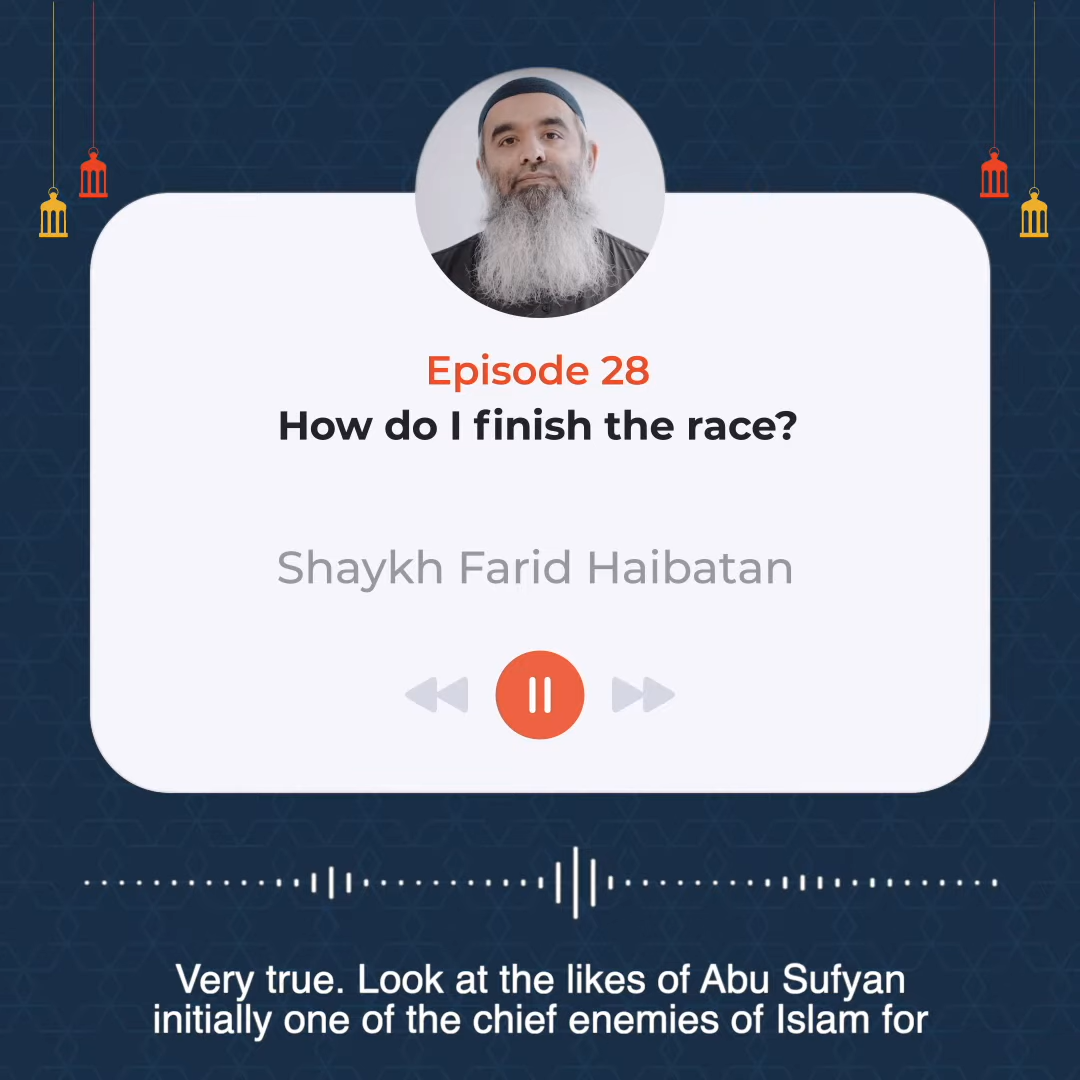 Episode 28
How do I finish the race?
Shaykh Farid Haibatan
Very true. Look at the likes of Abu Sufyan
initially one of the chief enemies of Islam for